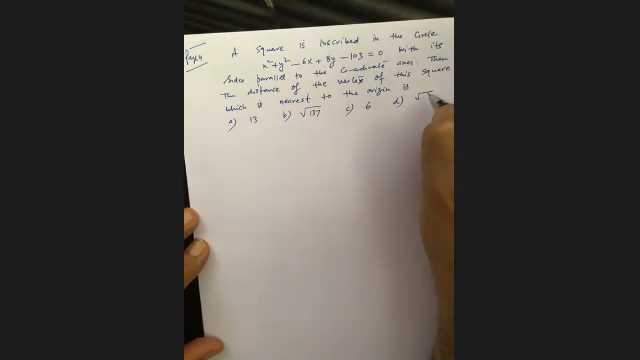 A square is inscribed in the Circle
x² + y² - 6x + 8y - 103 = 0 with its
sides parallel to the Co-ordinate axes. Then
The distance of the vertex of this square
which is nearest to the origin is
a) 13 b) √137 c) 6 d) √